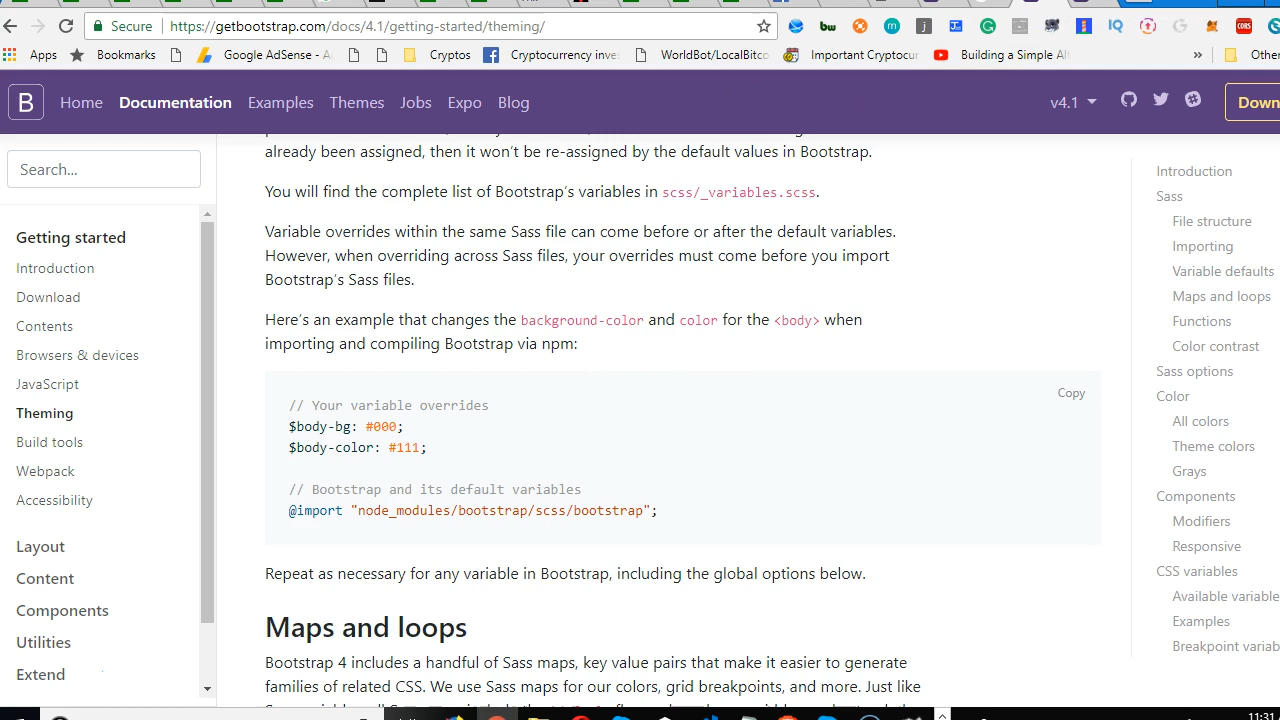 Secure
https://getbootstrap.com/docs/4.1/getting-started/theming/
Apps
Bookmarks
Google AdSense - A
Cryptos
Cryptocurrency inve
WorldBot/LocalBitco
Important Cryptocur
Building a Simple Alt
»
Other
B
Home
Documentation
Examples
Themes
Jobs
Expo
Blog
v4.1
Down
Search...
Getting started
Introduction
Download
Contents
Browsers & devices
JavaScript
Theming
Build tools
Webpack
Accessibility
Layout
Content
Components
Utilities
Extend
already been assigned, then it won’t be re-assigned by the default values in Bootstrap.
You will find the complete list of Bootstrap’s variables in scss/_variables.scss.
Variable overrides within the same Sass file can come before or after the default variables.
However, when overriding across Sass files, your overrides must come before you import
Bootstrap’s Sass files.
Here’s an example that changes the background-color and color for the <body> when
importing and compiling Bootstrap via npm:
Copy
// Your variable overrides
$body-bg: #000;
$body-color: #111;
// Bootstrap and its default variables
@import "node_modules/bootstrap/scss/bootstrap";
Repeat as necessary for any variable in Bootstrap, including the global options below.
Maps and loops
Bootstrap 4 includes a handful of Sass maps, key value pairs that make it easier to generate
families of related CSS. We use Sass maps for our colors, grid breakpoints, and more. Just like
Introduction
Sass
File structure
Importing
Variable defaults
Maps and loops
Functions
Color contrast
Sass options
Color
All colors
Theme colors
Grays
Components
Modifiers
Responsive
CSS variables
Available variable
Examples
Breakpoint variab
11:31